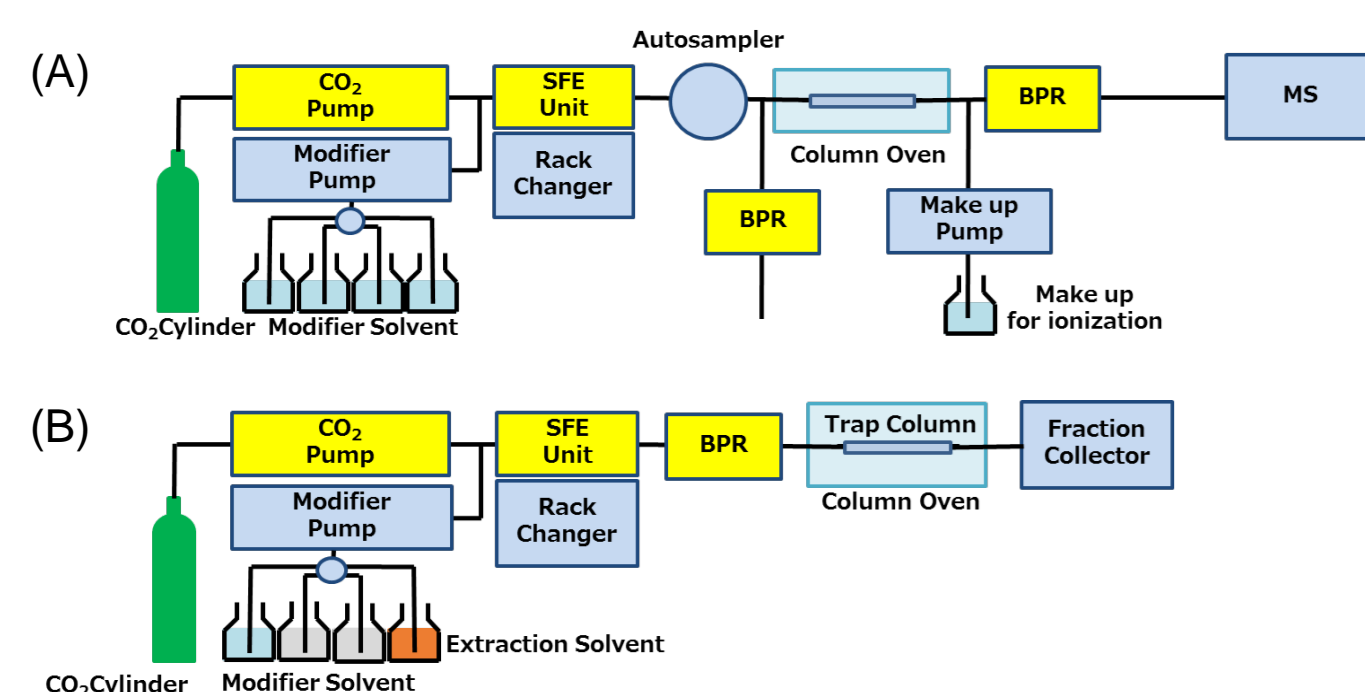 (A)
Autosampler
CO₂
Pump
SFE
Unit
BPR
MS
Modifier
Pump
Rack
Changer
Column Oven
BPR
Make up
Pump
CO₂Cylinder
Modifier Solvent
Make up
for ionization
(B)
CO₂
Pump
SFE
Unit
BPR
Trap Column
Fraction
Collector
Modifier
Pump
Rack
Changer
Column Oven
Extraction Solvent
CO₂Cylinder
Modifier Solvent